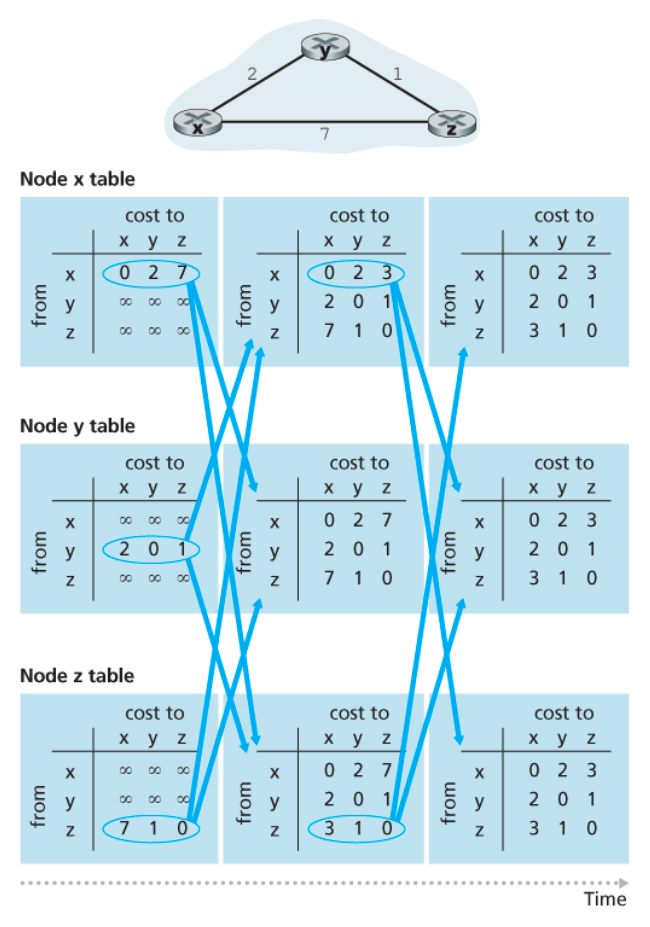 y
2 1
x z
7
Node x table
cost to cost to cost to
x y z x y z x y z
x 0 2 7 x 0 2 3 x 0 2 3
from y ∞ ∞ ∞ from y 2 0 1 from y 2 0 1
z ∞ ∞ ∞ z 7 1 0 z 3 1 0
Node y table
cost to cost to cost to
x y z x y z x y z
x ∞ ∞ ∞ x 0 2 7 x 0 2 3
from y 2 0 1 from y 2 0 1 from y 2 0 1
z ∞ ∞ ∞ z 7 1 0 z 3 1 0
Node z table
cost to cost to cost to
x y z x y z x y z
x ∞ ∞ ∞ x 0 2 7 x 0 2 3
from y ∞ ∞ ∞ from y 2 0 1 from y 2 0 1
z 7 1 0 z 3 1 0 z 3 1 0
Time